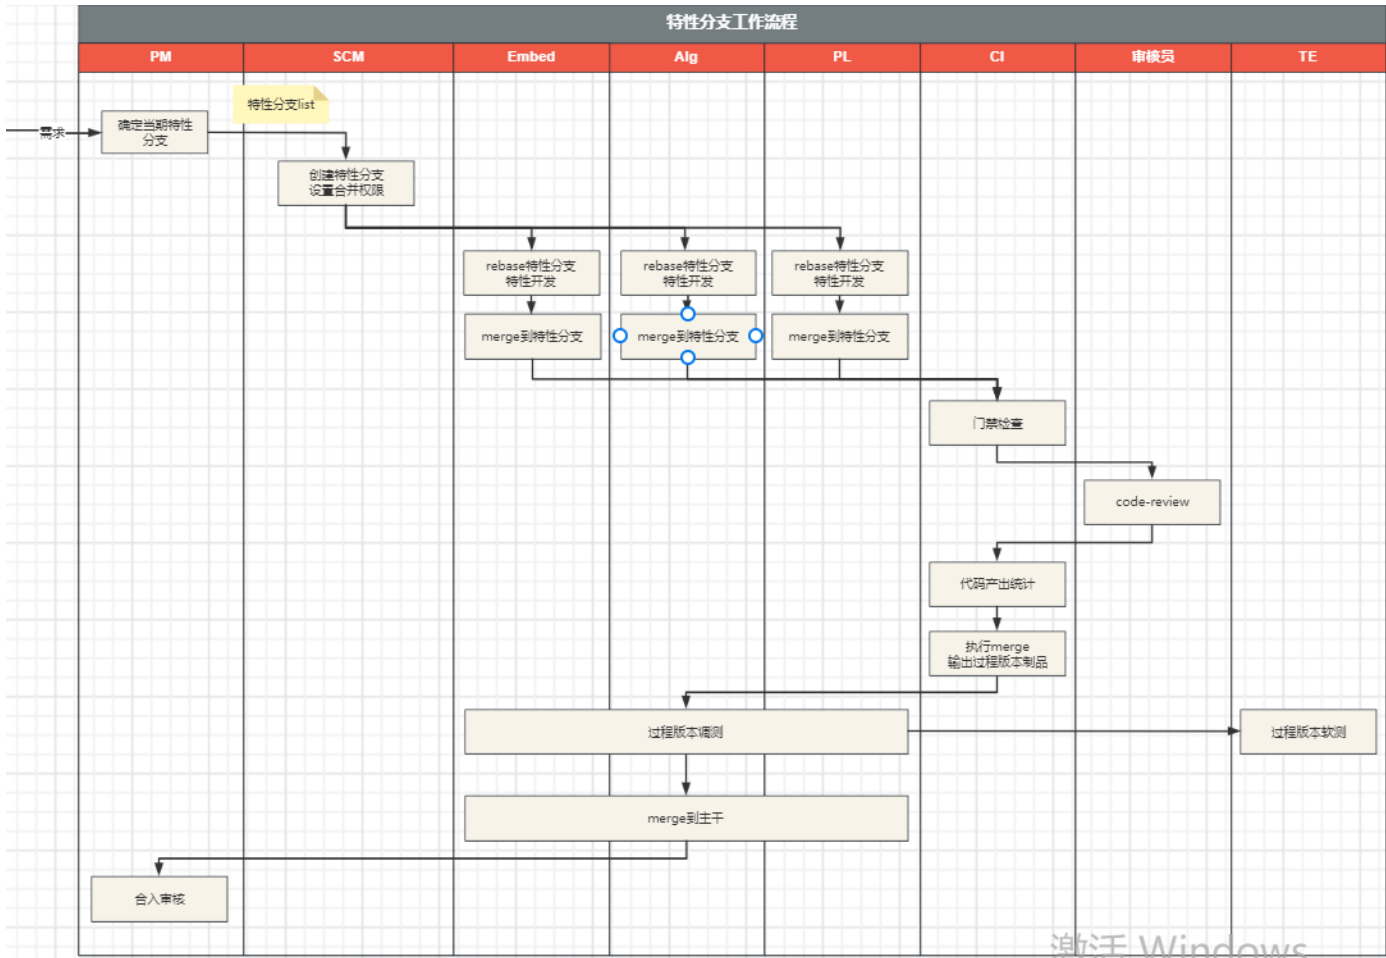 特性分支工作流程
PM
SCM
Embed
Alg
PL
CI
审核员
TE
特性分支list
需求
确定当期特性
分支
创建特性分支
设置合并权限
rebase特性分支
特性开发
rebase特性分支
特性开发
rebase特性分支
特性开发
merge到特性分支
merge到特性分支
merge到特性分支
门禁检查
code-review
代码产出统计
执行merge
输出过程版本制品
过程版本调测
过程版本软测
merge到主干
合入审核
激活 Windows